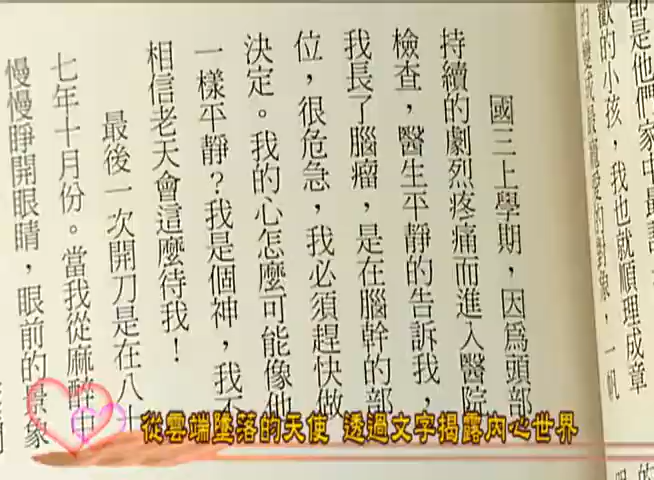 都是他們家中最
歡的小孩，我也就順理成章
愛的對象，一帆
國三上學期，因爲頭部
持續的劇烈疼痛而進入醫院
檢查，醫生平靜的告訴我，
我長了腦瘤，是在腦幹的部
位，很危急，我必須趕快做
決定。我的心怎麼可能像他
一樣平靜？我是個神，我不
相信老天會這麼待我！
最後一次開刀是在八十
七年十月份。當我從麻醉中
慢慢睜開眼睛，眼前的景象
從雲端墜落的天使 透過文字揭露內心世界